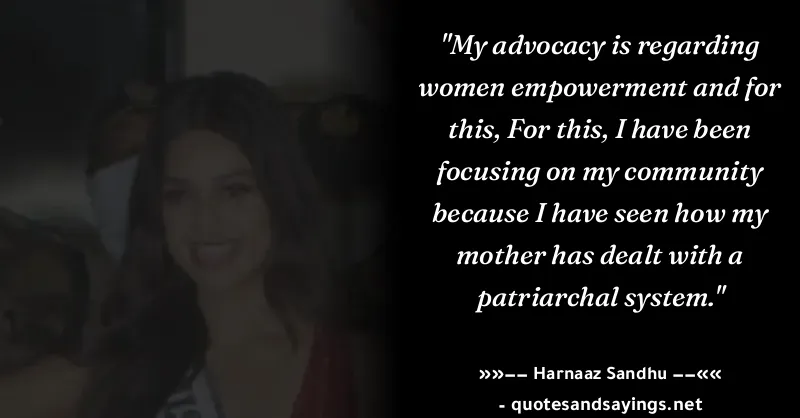 "My advocacy is regarding
women empowerment and for
this, For this, I have been
focusing on my community
because I have seen how my
mother has dealt with a
patriarchal system."
»»−− Harnaaz Sandhu −−««
- quotesandsayings.net